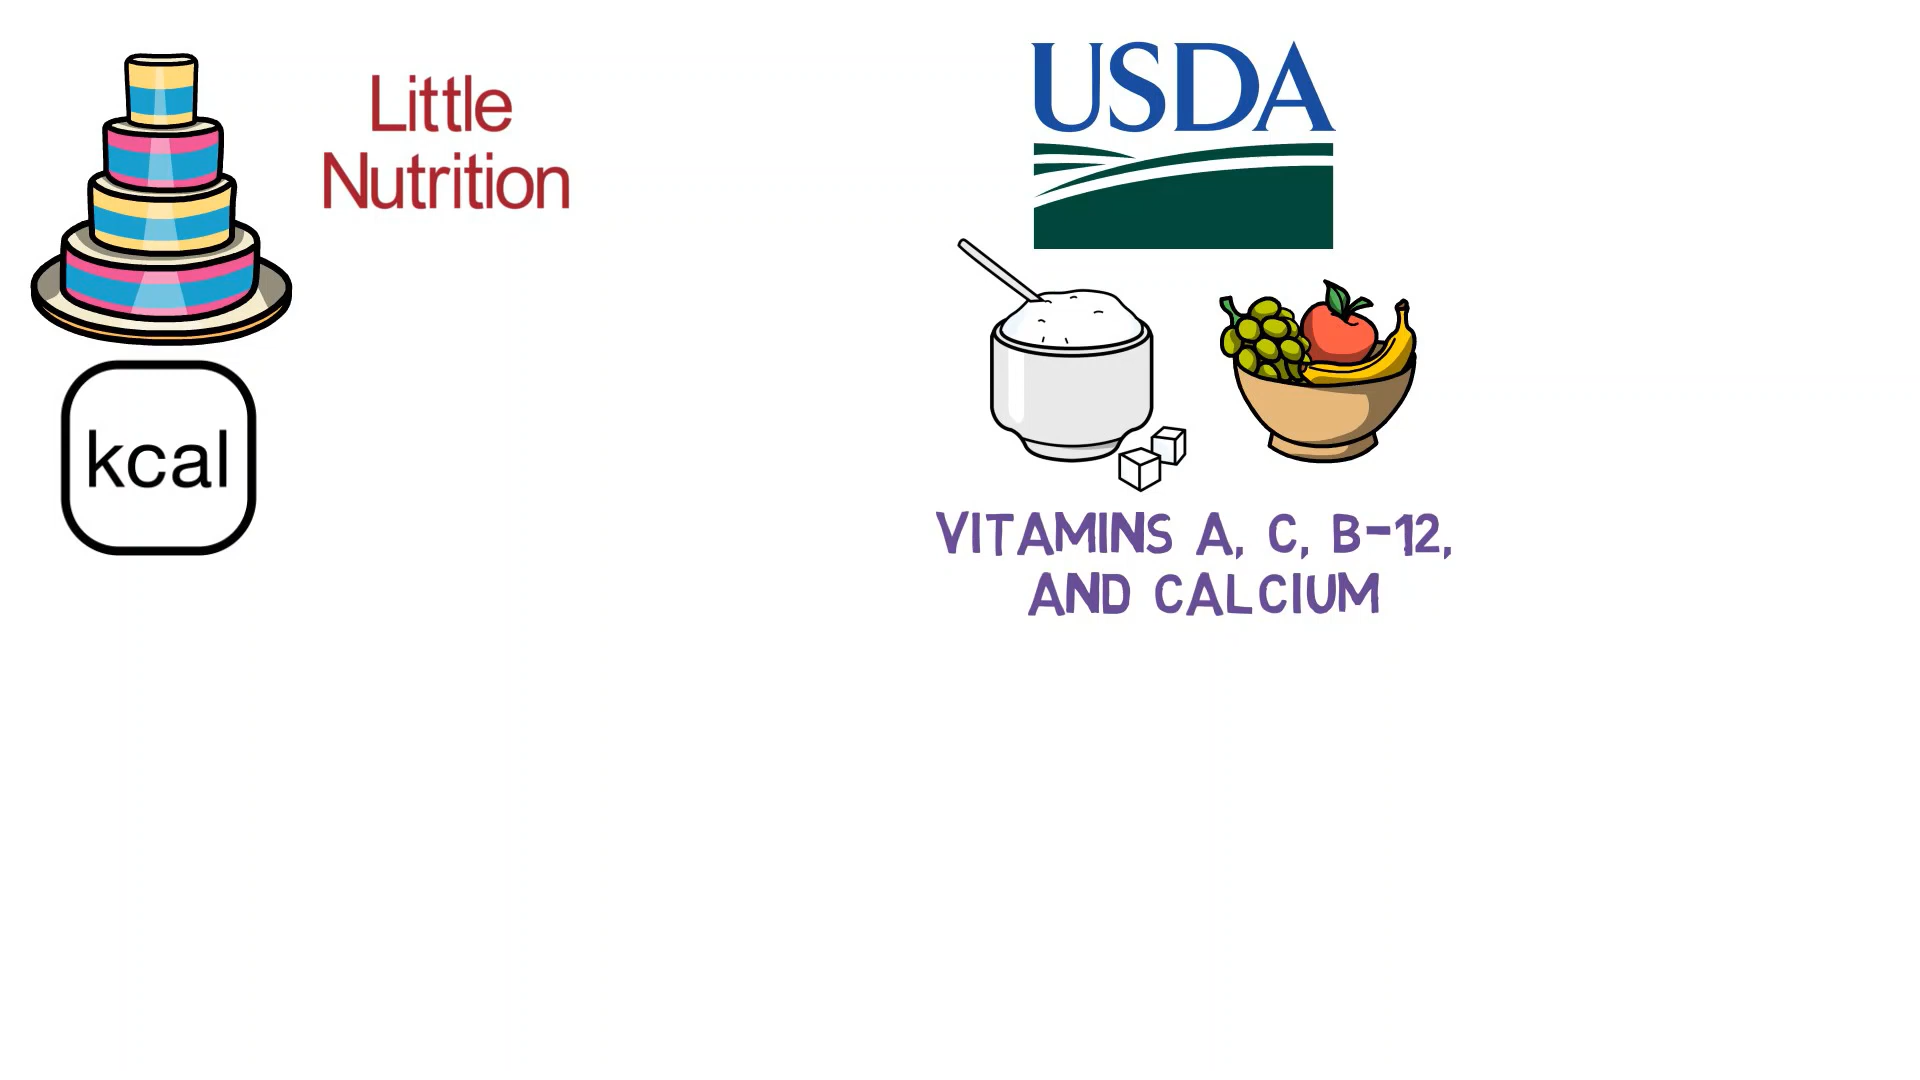 Little
Nutrition
kcal
USDA
VITAMINS A, C, B-12,
AND CALCIUM